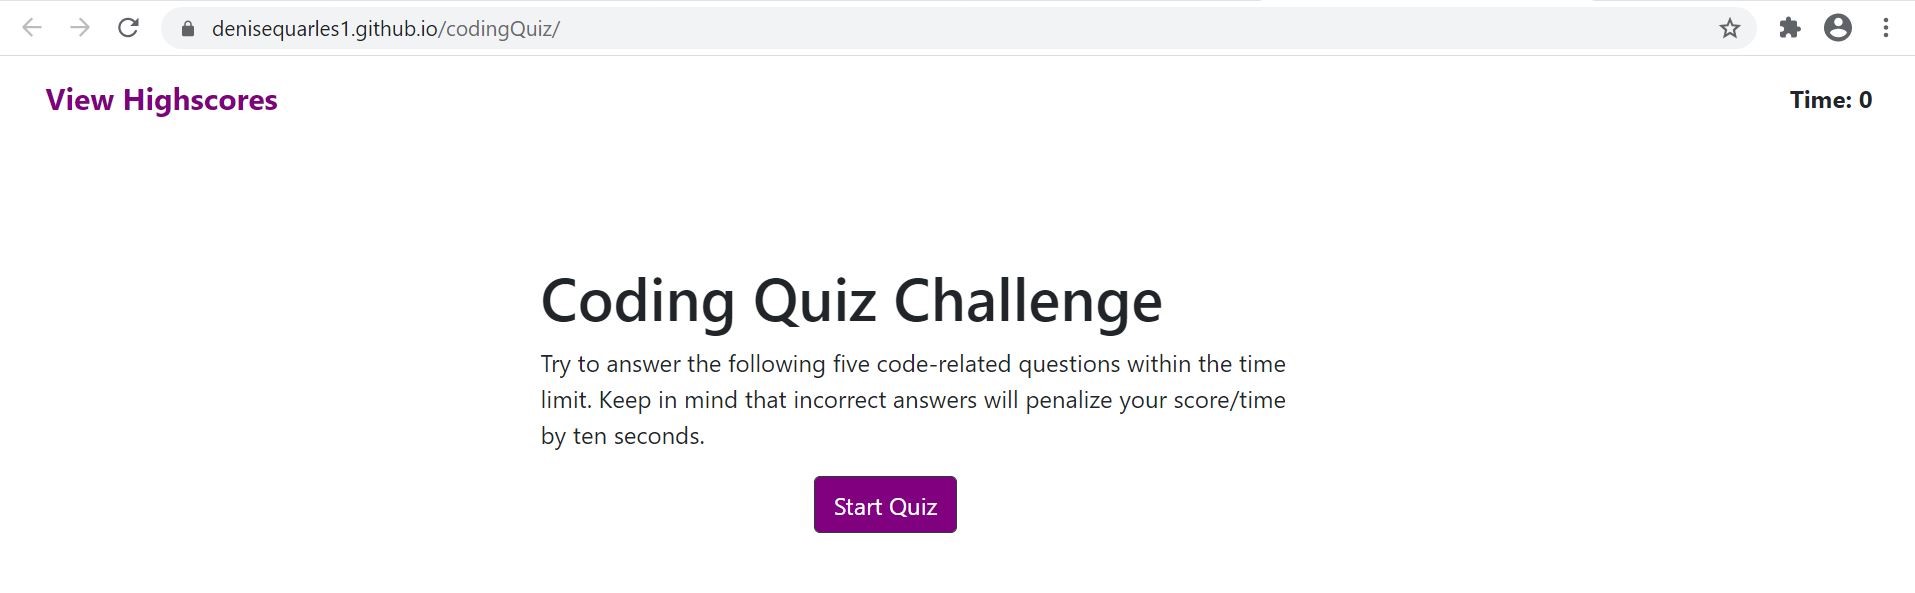 denisequarles1.github.io/codingQuiz/
View Highscores
Time: 0
Coding Quiz Challenge
Try to answer the following five code-related questions within the time
limit. Keep in mind that incorrect answers will penalize your score/time
by ten seconds.
Start Quiz